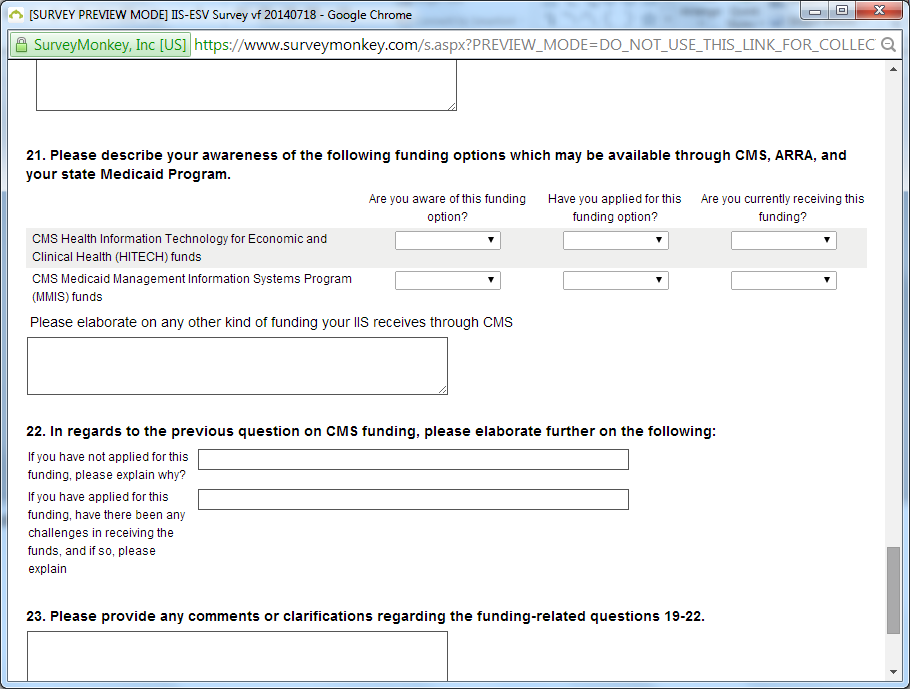 [SURVEY PREVIEW MODE] IIS-ESV Survey vf 20140718 - Google Chrome
SurveyMonkey, Inc [US] https://www.surveymonkey.com/s.aspx?PREVIEW_MODE=DO_NOT_USE_THIS_LINK_FOR_COLLEC
21. Please describe your awareness of the following funding options which may be available through CMS, ARRA, and
your state Medicaid Program.
Are you aware of this funding Have you applied for this Are you currently receiving this
option? funding option? funding?
CMS Health Information Technology for Economic and
Clinical Health (HITECH) funds
CMS Medicaid Management Information Systems Program
(MMIS) funds
Please elaborate on any other kind of funding your IIS receives through CMS
22. In regards to the previous question on CMS funding, please elaborate further on the following:
If you have not applied for this
funding, please explain why?
If you have applied for this
funding, have there been any
challenges in receiving the
funds, and if so, please
explain
23. Please provide any comments or clarifications regarding the funding-related questions 19-22.